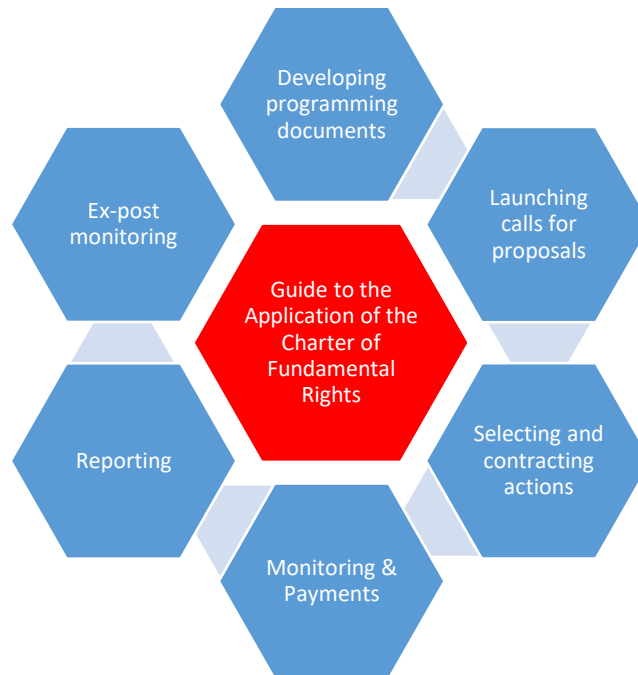 Developing
programming
documents
Launching
calls for
proposals
Selecting and
contracting
actions
Monitoring &
Payments
Reporting
Ex-post
monitoring
Guide to the
Application of the
Charter of
Fundamental
Rights